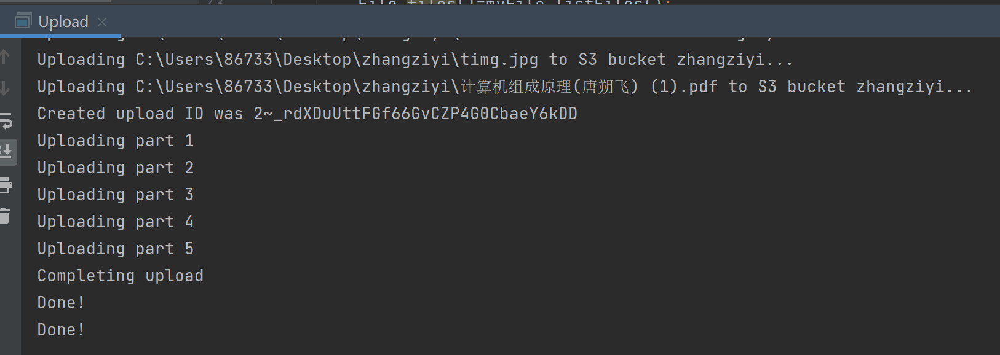 Upload
Uploading C:\Users\86733\Desktop\zhangziyi\timg.jpg to S3 bucket zhangziyi...
Uploading C:\Users\86733\Desktop\zhangziyi\计算机组成原理(唐朔飞) (1).pdf to S3 bucket zhangziyi...
Created upload ID was 2~_rdXDuUttFGf66GvCZP4G0CbaeY6kDD
Uploading part 1
Uploading part 2
Uploading part 3
Uploading part 4
Uploading part 5
Completing upload
Done!
Done!